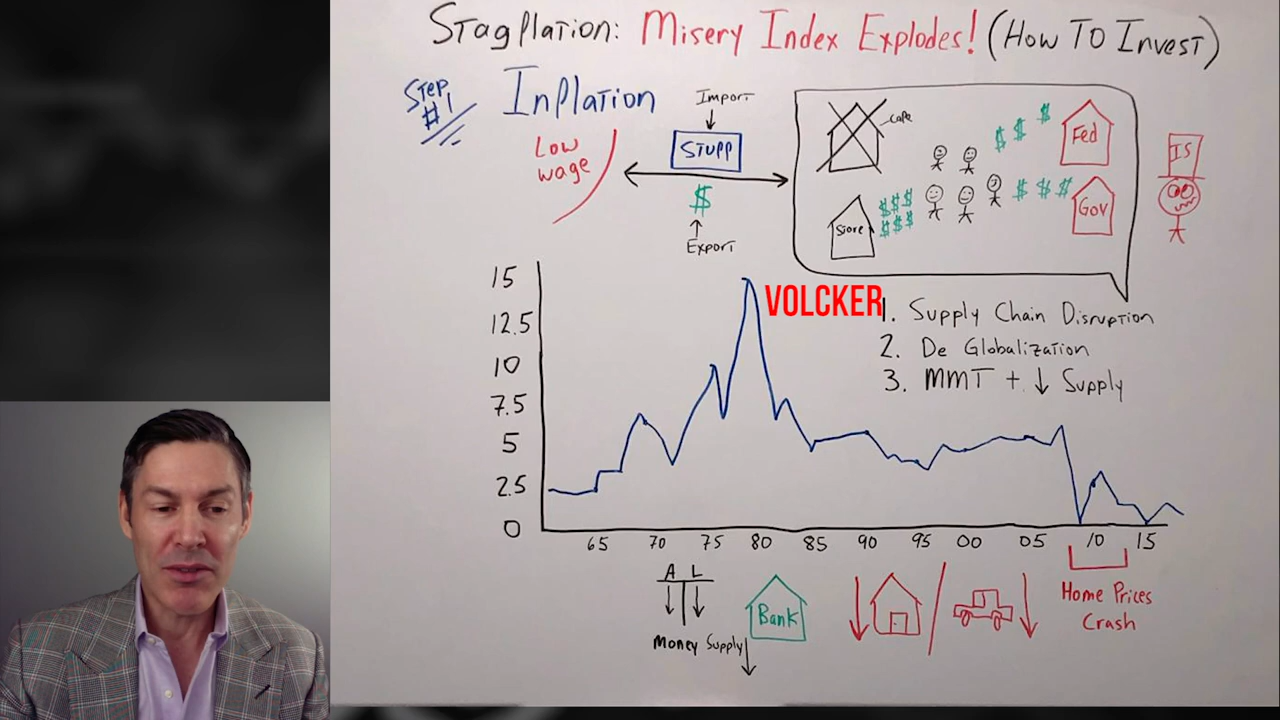 Stagflation: Misery Index Explodes! (How To Invest)
Step #1
Inflation
Low wage
Import
STUFF
$
Export
Cafe
$ $ $
Fed
Store
$$$
$$$
$ $ $
Gov
IS
VOLCKER
1. Supply Chain Disruption
2. De Globalization
3. MMT + ↓ Supply
15
12.5
10
7.5
5
2.5
0
65 70 75 80 85 90 95 00 05 10 15
A L
Money Supply
Bank
Home Prices
Crash